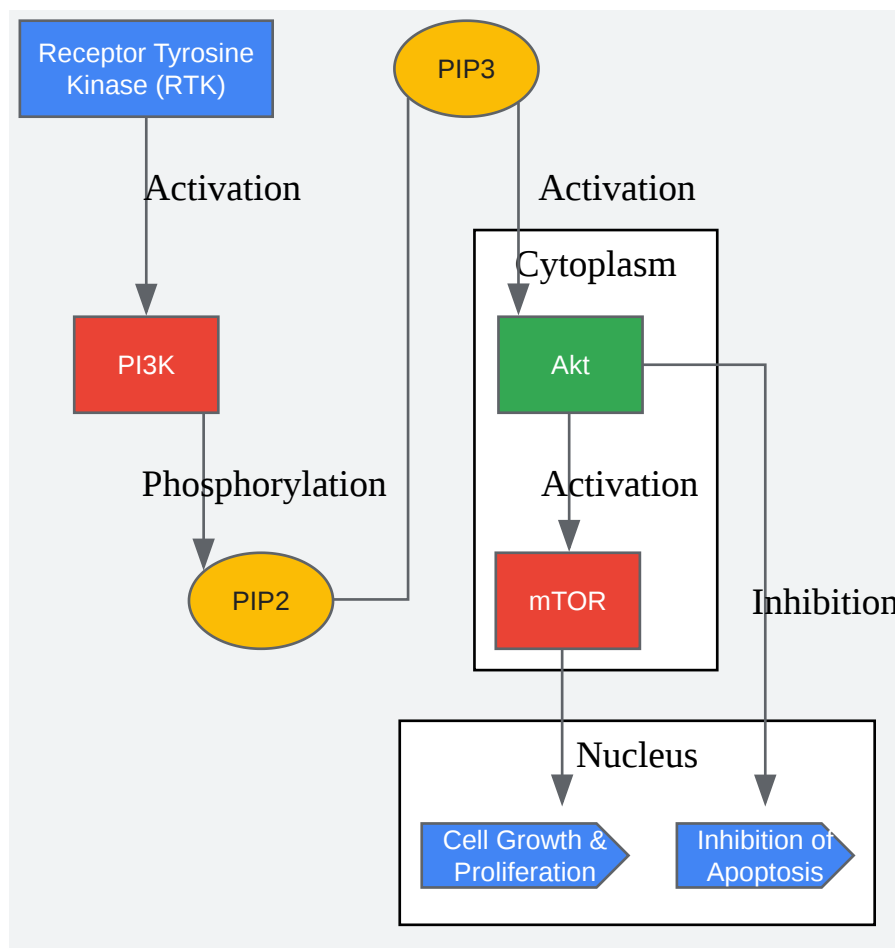 Receptor Tyrosine
Kinase (RTK)
PIP3
Activation
Activation
Cytoplasm
PI3K
Akt
Phosphorylation
Activation
PIP2
mTOR
Inhibition
Nucleus
Cell Growth &
Proliferation
Inhibition of
Apoptosis